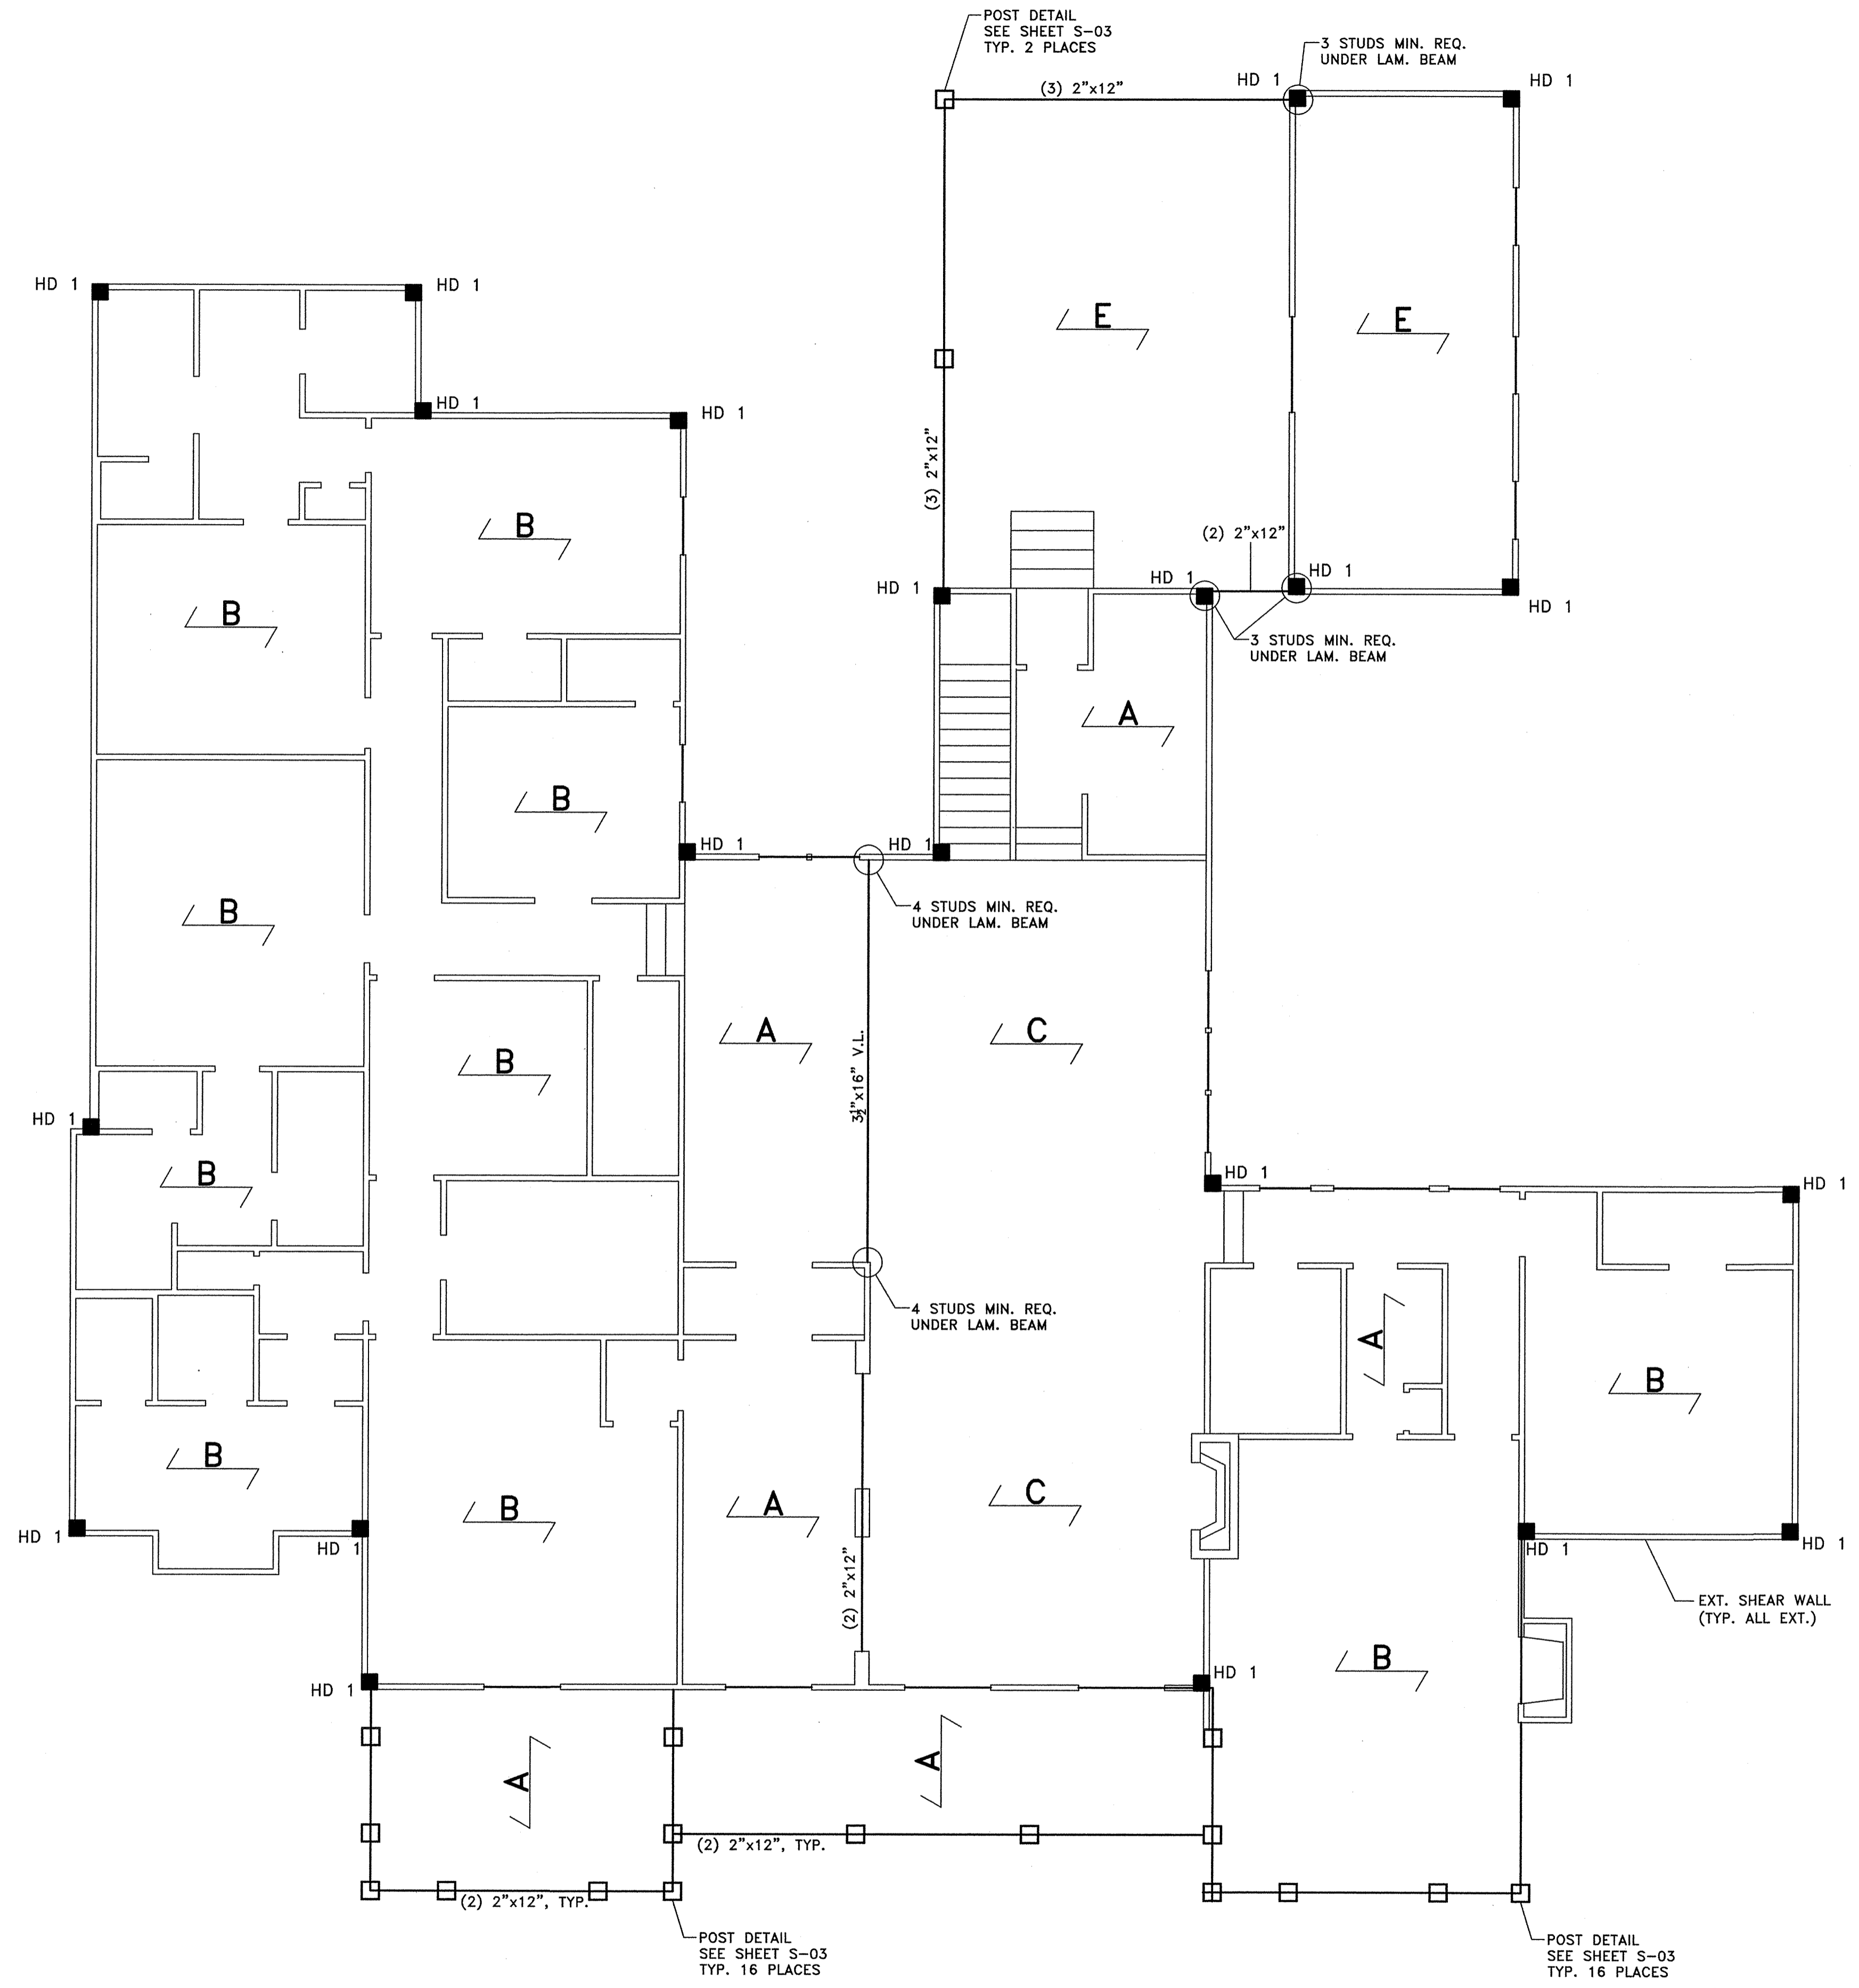 POST DETAIL
SEE SHEET S-03
TYP. 2 PLACES
3 STUDS MIN. REQ.
UNDER LAM. BEAM
HD 1
HD 1
(3) 2"x12"
HD 1
HD 1
E
E
HD 1
HD 1
(3) 2"x12"
B
(2) 2"x12"
HD 1
HD 1
HD 1
HD 1
B
3 STUDS MIN. REQ.
UNDER LAM. BEAM
A
B
HD 1
HD 1
B
4 STUDS MIN. REQ.
UNDER LAM. BEAM
A
C
B
3½"x16" V.L.
HD 1
B
HD 1
HD 1
4 STUDS MIN. REQ.
UNDER LAM. BEAM
A
B
B
B
A
C
HD 1
HD 1
HD 1
HD 1
(2) 2"x12"
EXT. SHEAR WALL
(TYP. ALL EXT.)
B
HD 1
HD 1
A
A
(2) 2"x12", TYP.
(2) 2"x12", TYP.
POST DETAIL
SEE SHEET S-03
TYP. 16 PLACES
POST DETAIL
SEE SHEET S-03
TYP. 16 PLACES